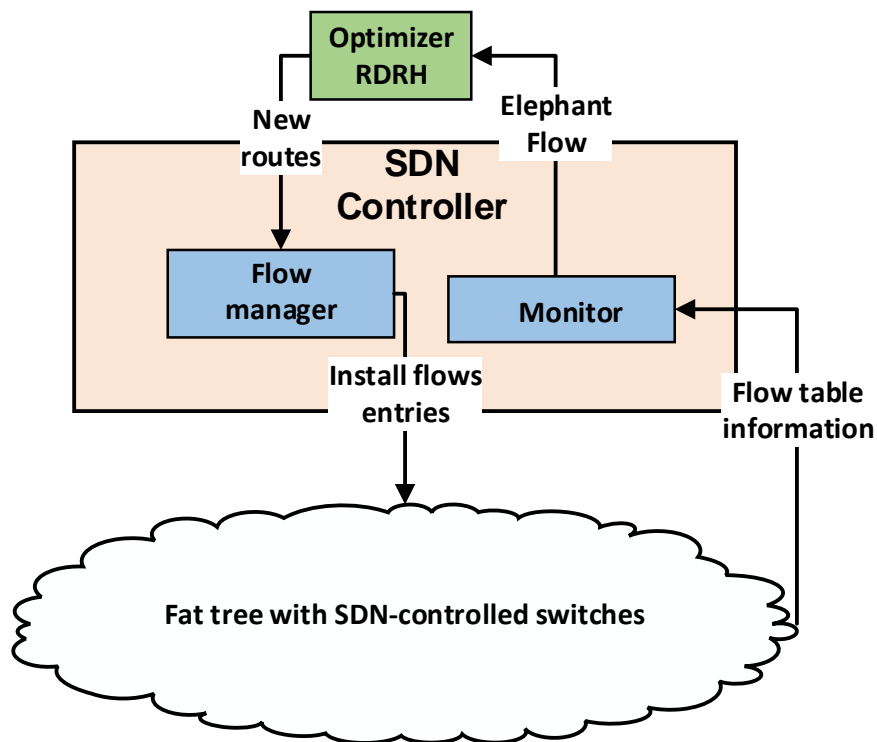 Optimizer
RDRH
New
routes
Elephant
Flow
SDN
Controller
Flow
manager
Monitor
Install flows
entries
Flow table
information
Fat tree with SDN-controlled switches